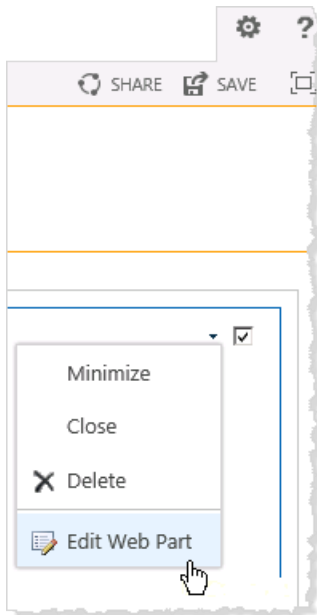 ?
SHARE SAVE
Minimize
Close
Delete
Edit Web Part